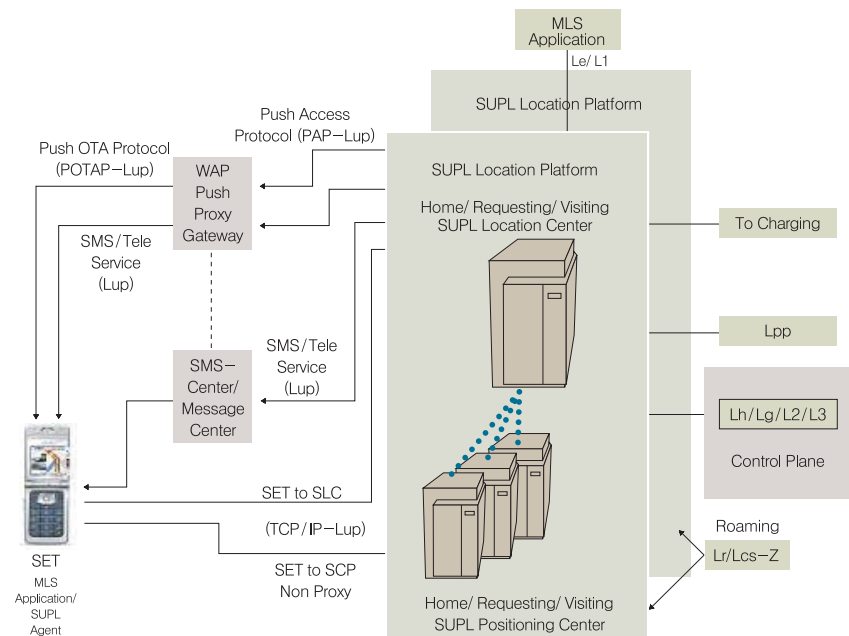 MLS
Application
Le/ L1
SUPL Location Platform
Push Access
Protocol (PAP-Lup)
Push OTA Protocol
(POTAP-Lup)
WAP
Push
Proxy
Gateway
SUPL Location Platform
Home/ Requesting/ Visiting
SUPL Location Center
To Charging
SMS/Tele
Service
(Lup)
Lpp
SMS/Tele
Service
(Lup)
SMS-
Center/
Message
Center
Lh/Lg/L2/L3
Control Plane
SET to SLC
(TCP/IP-Lup)
SET to SCP
Non Proxy
Roaming
Lr/Lcs-Z
SET
MLS
Application/
SUPL
Agent
Home/ Requesting/ Visiting
SUPL Positioning Center